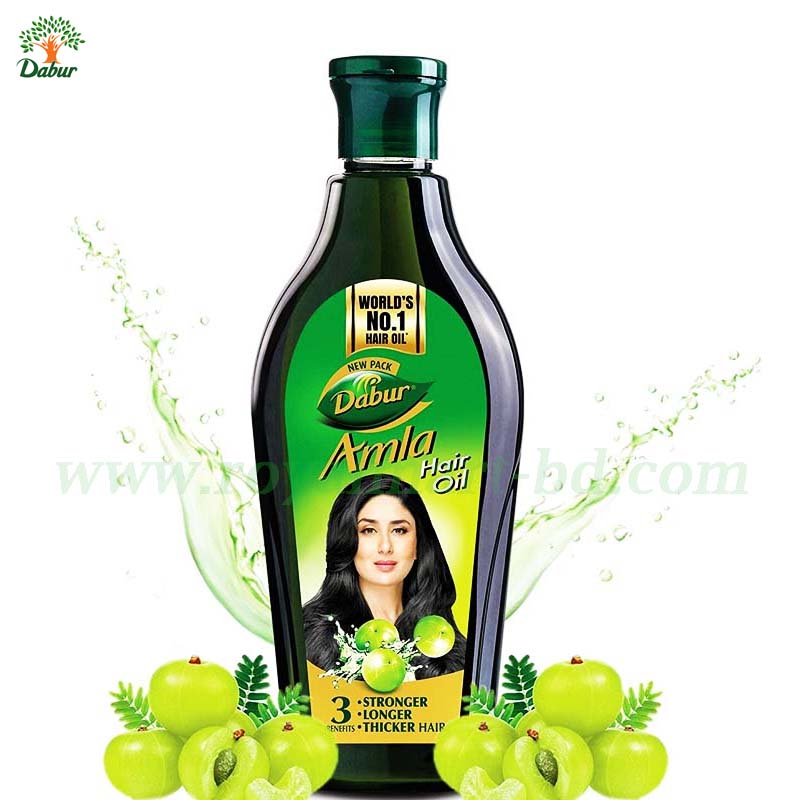 Dabur
WORLD'S
NO.1
HAIR OIL*
NEW PACK
Dabur®
Amla
Hair
Oil
3
BENEFITS
•STRONGER
•LONGER
•THICKER HAIR